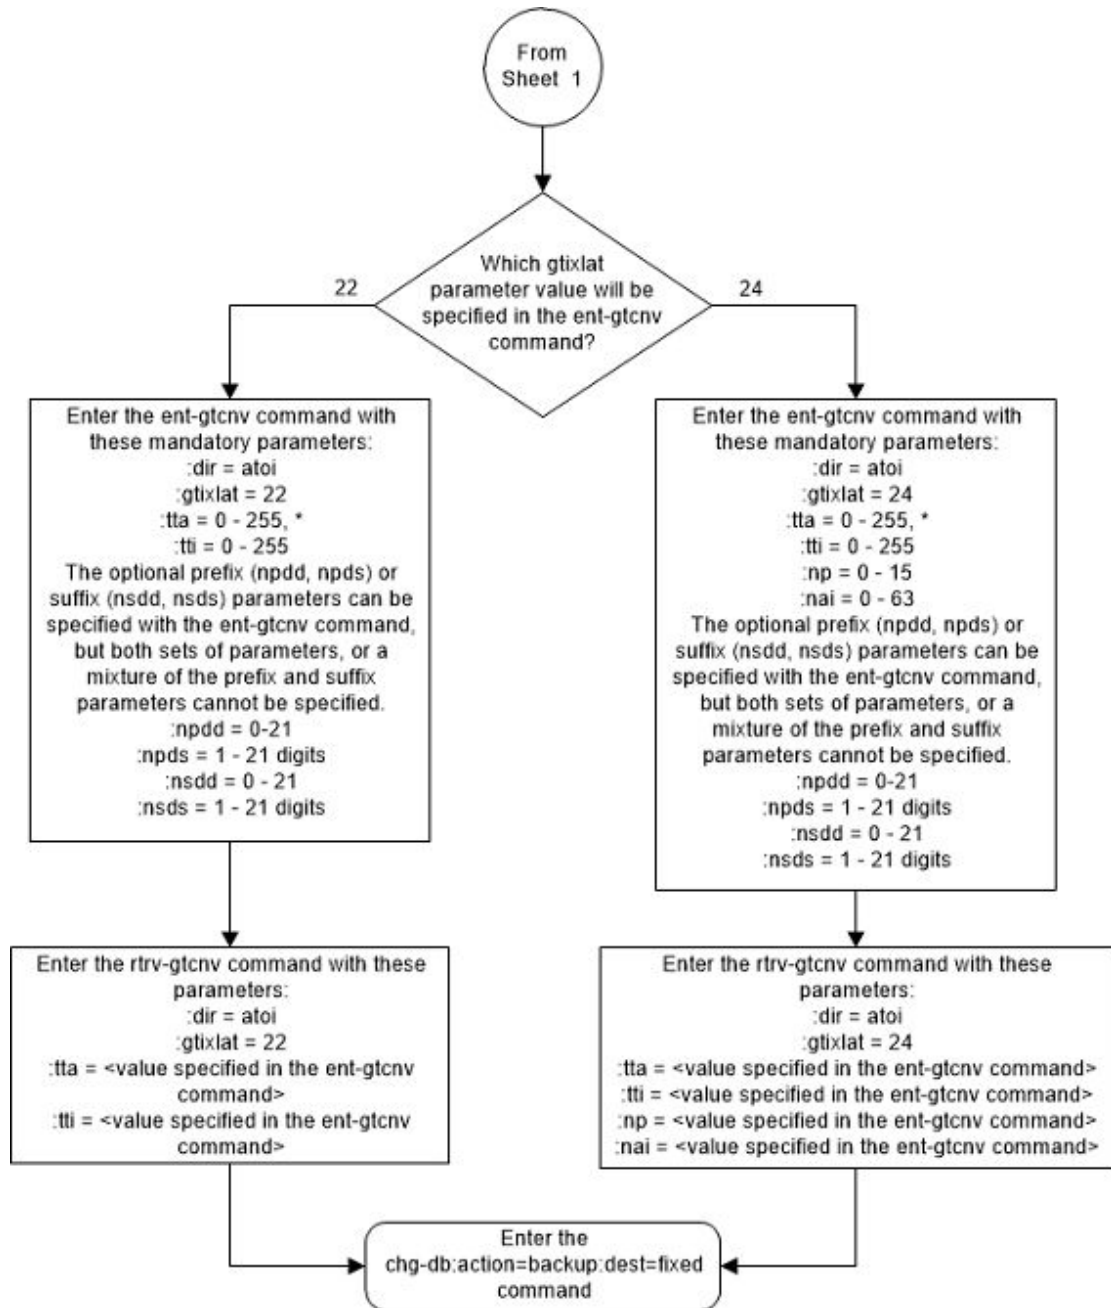 From
Sheet 1
Which gtixlat
parameter value will be
specified in the ent-gtcnv
command?
22
24
Enter the ent-gtcnv command with
these mandatory parameters:
:dir = atoi
:gtixlat = 22
:tta = 0 - 255, *
:tti = 0 - 255
The optional prefix (npdd, npds) or
suffix (nsdd, nsds) parameters can be
specified with the ent-gtcnv command,
but both sets of parameters, or a
mixture of the prefix and suffix
parameters cannot be specified.
:npdd = 0-21
:npds = 1 - 21 digits
:nsdd = 0 - 21
:nsds = 1 - 21 digits
Enter the ent-gtcnv command with
these mandatory parameters:
:dir = atoi
:gtixlat = 24
:tta = 0 - 255, *
:tti = 0 - 255
:np = 0 - 15
:nai = 0 - 63
The optional prefix (npdd, npds) or
suffix (nsdd, nsds) parameters can be
specified with the ent-gtcnv command,
but both sets of parameters, or a
mixture of the prefix and suffix
parameters cannot be specified.
:npdd = 0-21
:npds = 1 - 21 digits
:nsdd = 0 - 21
:nsds = 1 - 21 digits
Enter the rtrv-gtcnv command with these
parameters:
:dir = atoi
:gtixlat = 22
:tta = <value specified in the ent-gtcnv
command>
:tti = <value specified in the ent-gtcnv
command>
Enter the rtrv-gtcnv command with these
parameters:
:dir = atoi
:gtixlat = 24
:tta = <value specified in the ent-gtcnv command>
:tti = <value specified in the ent-gtcnv command>
:np = <value specified in the ent-gtcnv command>
:nai = <value specified in the ent-gtcnv command>
Enter the
chg-db:action=backup:dest=fixed
command